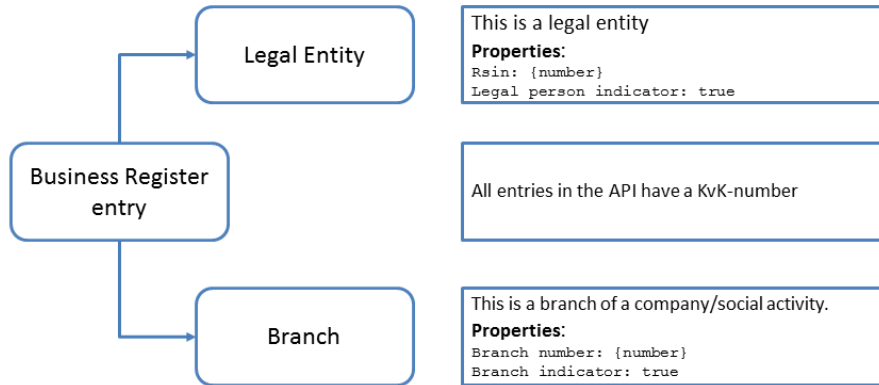 Legal Entity
This is a legal entity
Properties:
Rsin: {number}
Legal person indicator: true
Business Register
entry
All entries in the API have a KvK-number
Branch
This is a branch of a company/social activity.
Properties:
Branch number: {number}
Branch indicator: true